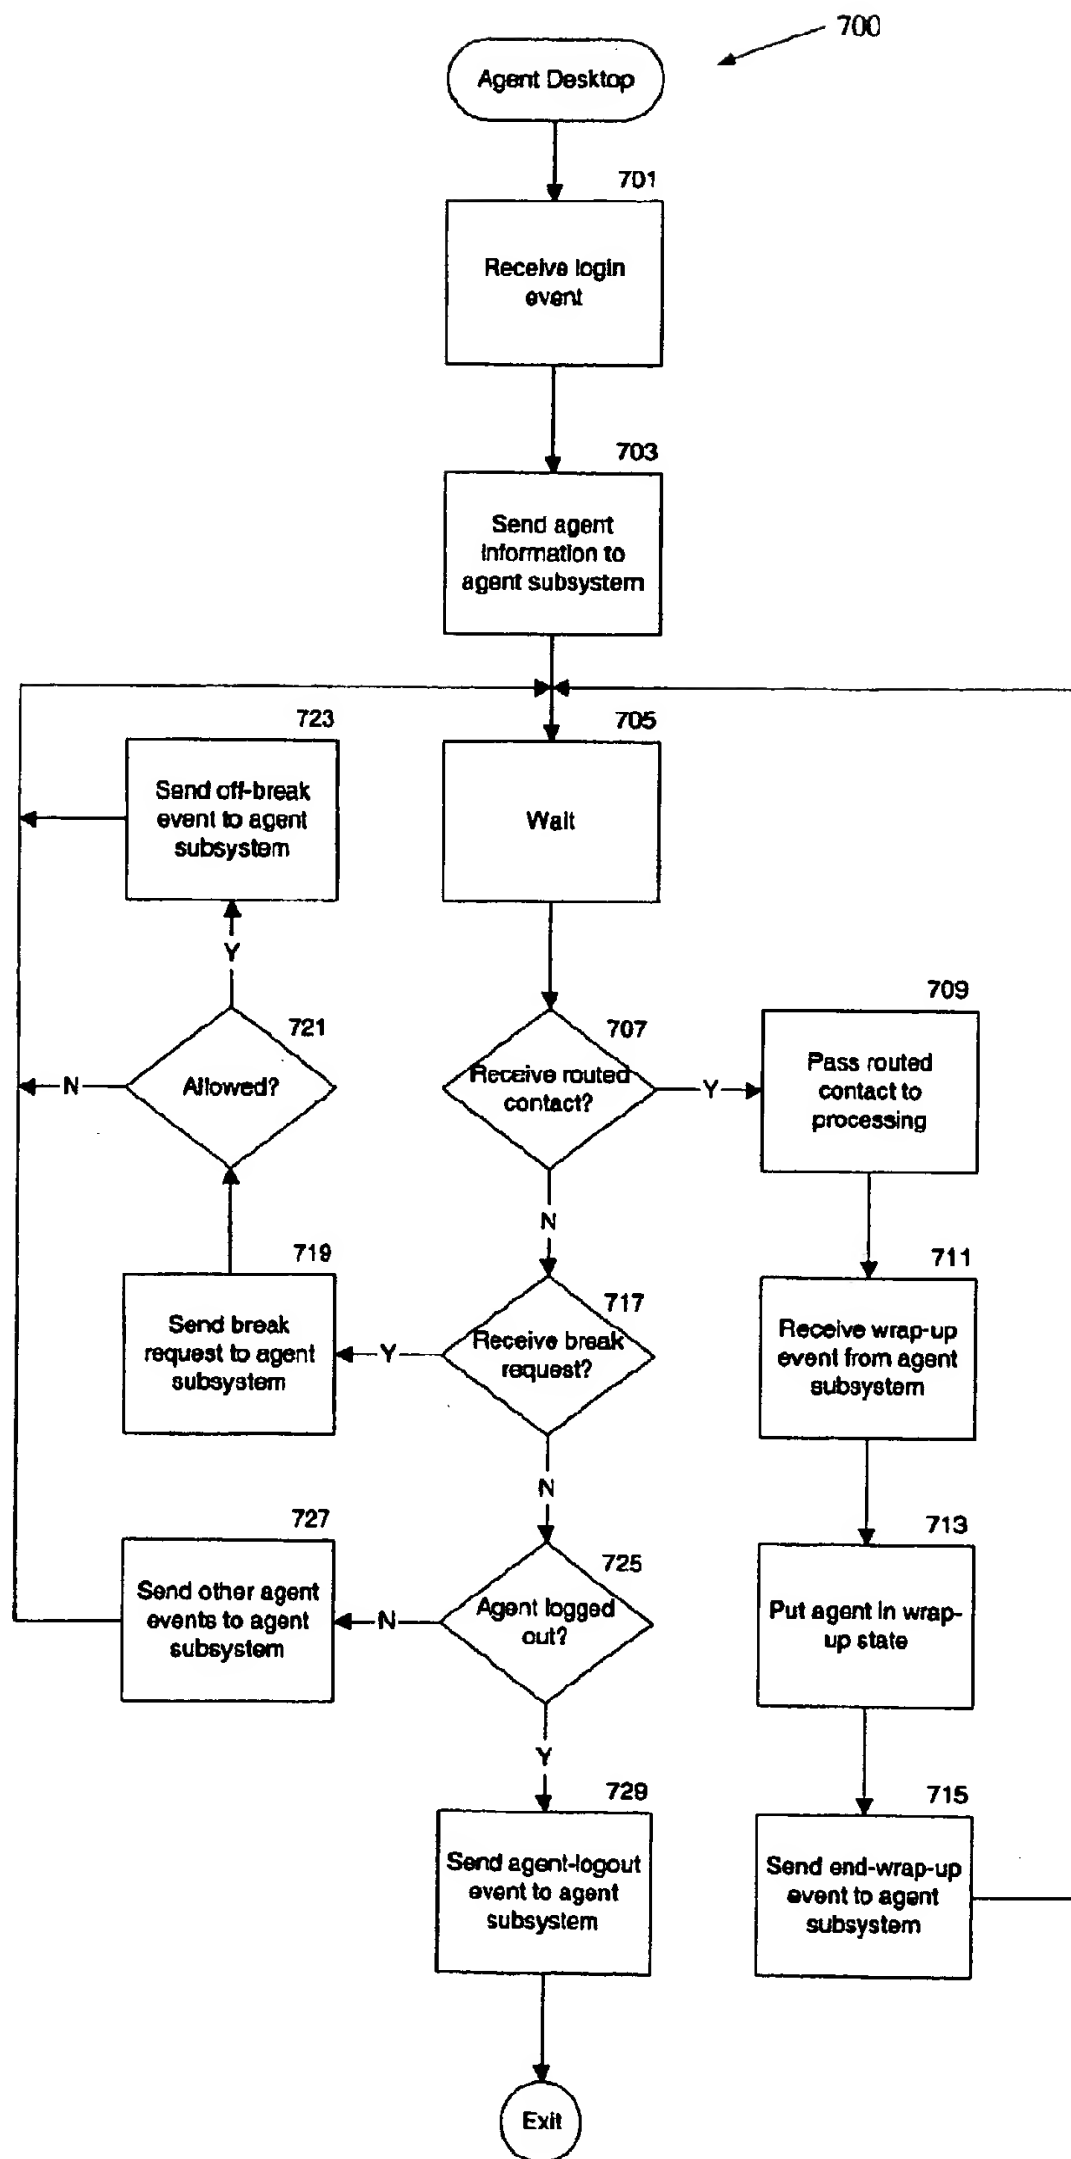 700
Agent Desktop
701
Receive login
event
703
Send agent
information to
agent subsystem
723
Send off-break
event to agent
subsystem
705
Wait
721
Allowed?
N
Y
707
Receive routed
contact?
Y
N
709
Pass routed
contact to
processing
719
Send break
request to agent
subsystem
717
Receive break
request?
Y
N
711
Receive wrap-up
event from agent
subsystem
727
Send other agent
events to agent
subsystem
725
Agent logged
out?
N
Y
713
Put agent in wrap-
up state
729
Send agent-logout
event to agent
subsystem
715
Send end-wrap-up
event to agent
subsystem
Exit